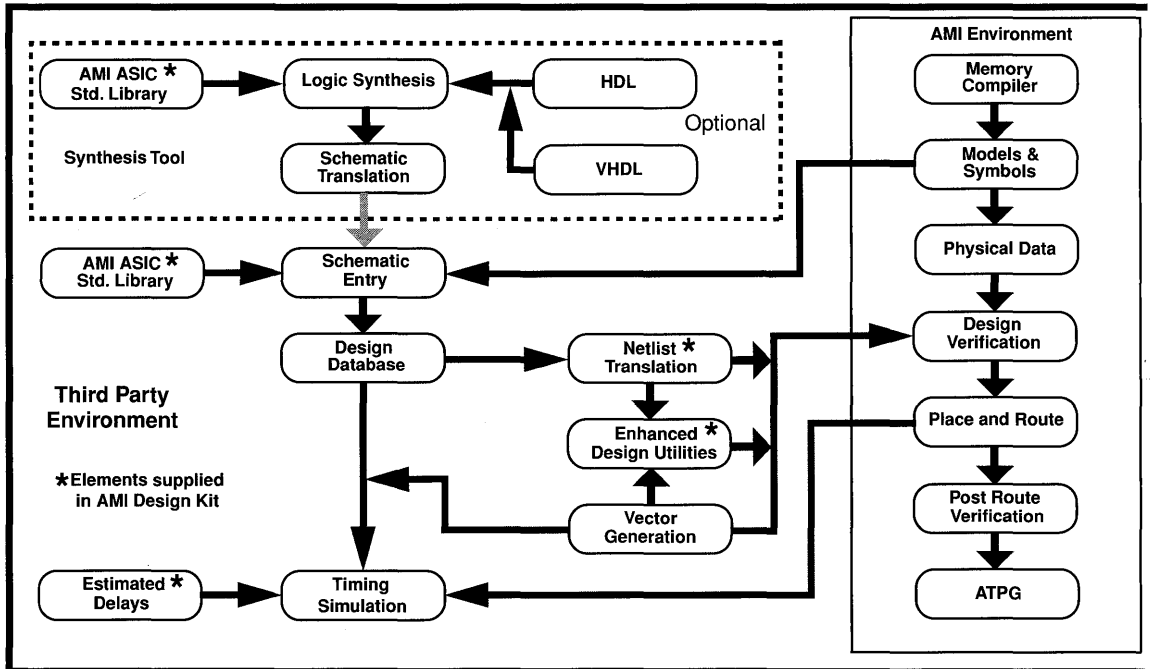 AMI Environment
AMI ASIC *
Std. Library
Logic Synthesis
HDL
Optional
Synthesis Tool
Schematic
Translation
VHDL
Memory
Compiler
Models &
Symbols
AMI ASIC *
Std. Library
Schematic
Entry
Physical Data
Design
Database
Netlist *
Translation
Design
Verification
Third Party
Environment
Enhanced *
Design Utilities
Place and Route
*Elements supplied
in AMI Design Kit
Vector
Generation
Post Route
Verification
Estimated *
Delays
Timing
Simulation
ATPG